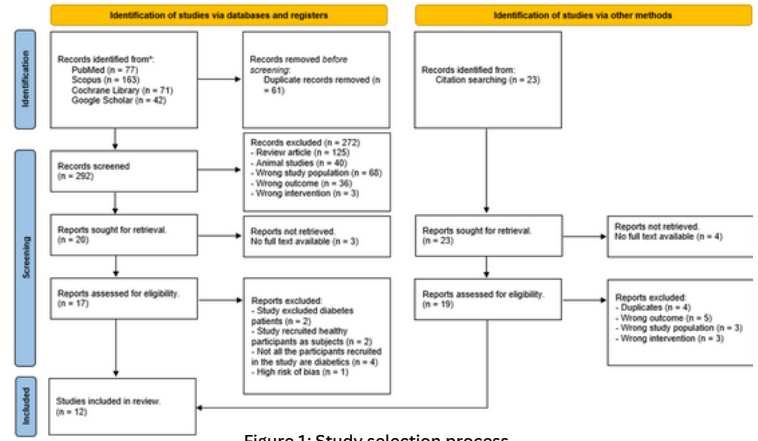 Identification of studies via databases and registers
Identification of studies via other methods
Identification
Records identified from*:
PubMed (n = 77)
Scopus (n = 163)
Cochrane Library (n = 71)
Google Scholar (n = 42)
Records removed before
screening:
Duplicate records removed (n
= 61)
Records identified from:
Citation searching (n = 23)
Screening
Records screened
(n = 292)
Records excluded (n = 272)
- Review article (n = 125)
- Animal studies (n = 40)
- Wrong study population (n = 68)
- Wrong outcome (n = 36)
- Wrong intervention (n = 3)
Reports sought for retrieval.
(n = 20)
Reports not retrieved.
No full text available (n = 3)
Reports sought for retrieval.
(n = 23)
Reports not retrieved.
No full text available (n = 4)
Reports assessed for eligibility.
(n = 17)
Reports excluded:
- Study excluded diabetes
patients (n = 2)
- Study recruited healthy
participants as subjects (n = 2)
- Not all the participants recruited
in the study are diabetics (n = 4)
- High risk of bias (n = 1)
Reports assessed for eligibility.
(n = 19)
Reports excluded:
- Duplicates (n = 4)
- Wrong outcome (n = 5)
- Wrong study population (n = 3)
- Wrong intervention (n = 3)
Included
Studies included in review.
(n = 12)
Figure 1: Study selection process